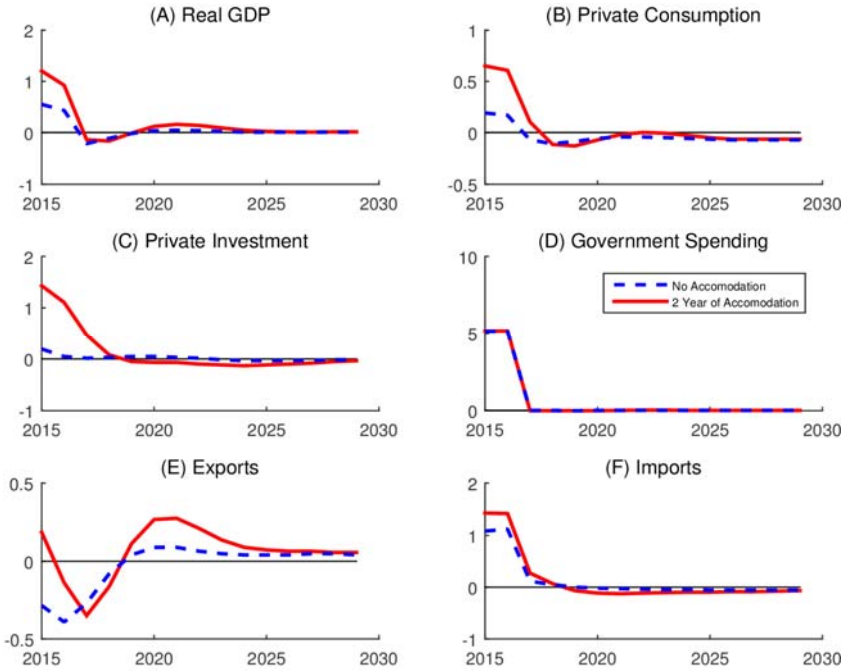 (A) Real GDP
2
1
0
-1
2015 2020 2025 2030
(B) Private Consumption
1
0.5
0
-0.5
2015 2020 2025 2030
(C) Private Investment
2
1
0
-1
2015 2020 2025 2030
(D) Government Spending
10
5
0
No Accomodation
2 Year of Accomodation
2015 2020 2025 2030
(E) Exports
0.5
0
-0.5
2015 2020 2025 2030
(F) Imports
2
1
0
-1
2015 2020 2025 2030